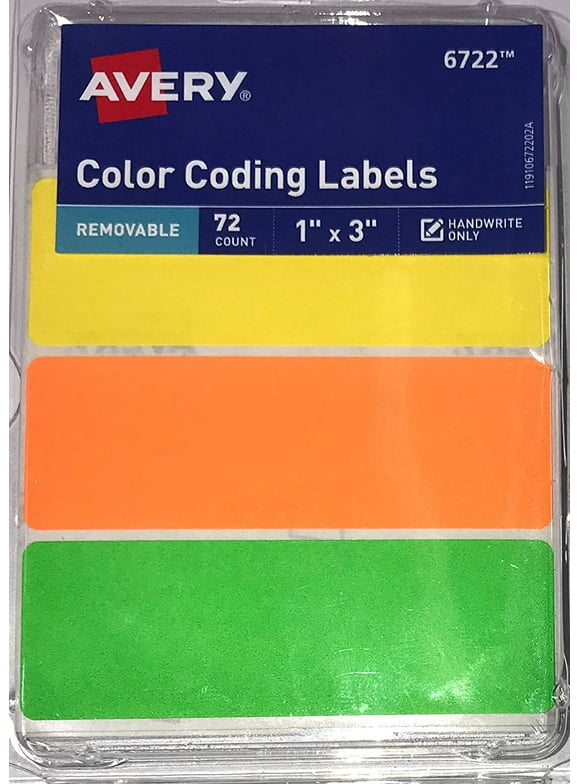 AVERY®
6722™
Color Coding Labels
11910672202A
REMOVABLE
72
COUNT
1" x 3"
HANDWRITE
ONLY